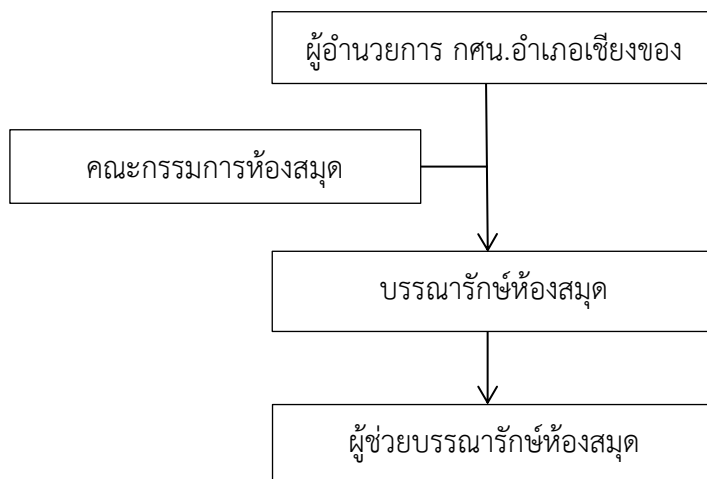 ผู้อำนวยการ กศน.อำเภอเชียงของ
คณะกรรมการห้องสมุด
บรรณารักษ์ห้องสมุด
ผู้ช่วยบรรณารักษ์ห้องสมุด